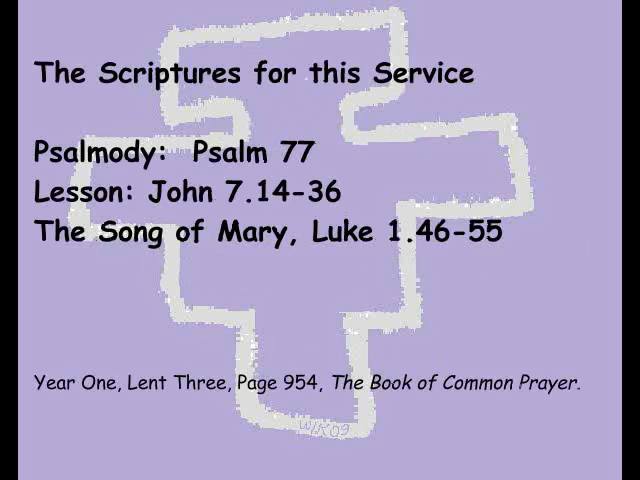 The Scriptures for this Service
Psalmody: Psalm 77
Lesson: John 7.14-36
The Song of Mary, Luke 1.46-55
Year One, Lent Three, Page 954, The Book of Common Prayer.
WLK09